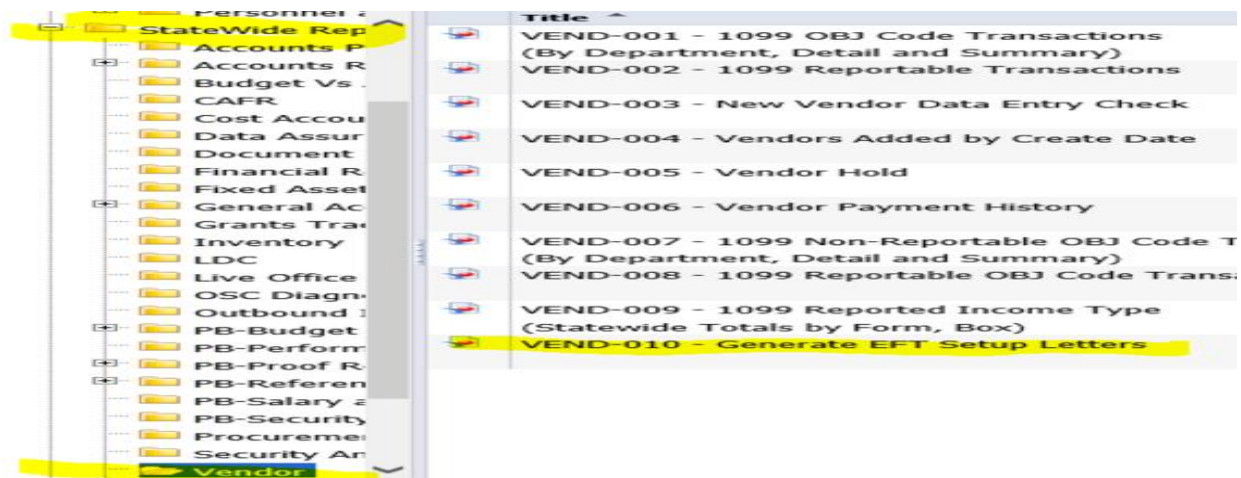 Personnel a
StateWide Rep
Accounts P
Accounts R
Budget Vs .
CAFR
Cost Accou
Data Assur
Document
Financial R
Fixed Asset
General Ac
Grants Tra
Inventory
LDC
Live Office
OSC Diagn
Outbound I
PB-Budget
PB-Perform
PB-Proof R
PB-Referen
PB-Salary a
PB-Security
Procureme
Security An
Vendor
Title
VEND-001 - 1099 OBJ Code Transactions
(By Department, Detail and Summary)
VEND-002 - 1099 Reportable Transactions
VEND-003 - New Vendor Data Entry Check
VEND-004 - Vendors Added by Create Date
VEND-005 - Vendor Hold
VEND-006 - Vendor Payment History
VEND-007 - 1099 Non-Reportable OBJ Code T
(By Department, Detail and Summary)
VEND-008 - 1099 Reportable OBJ Code Transa
VEND-009 - 1099 Reported Income Type
(Statewide Totals by Form, Box)
VEND-010 - Generate EFT Setup Letters